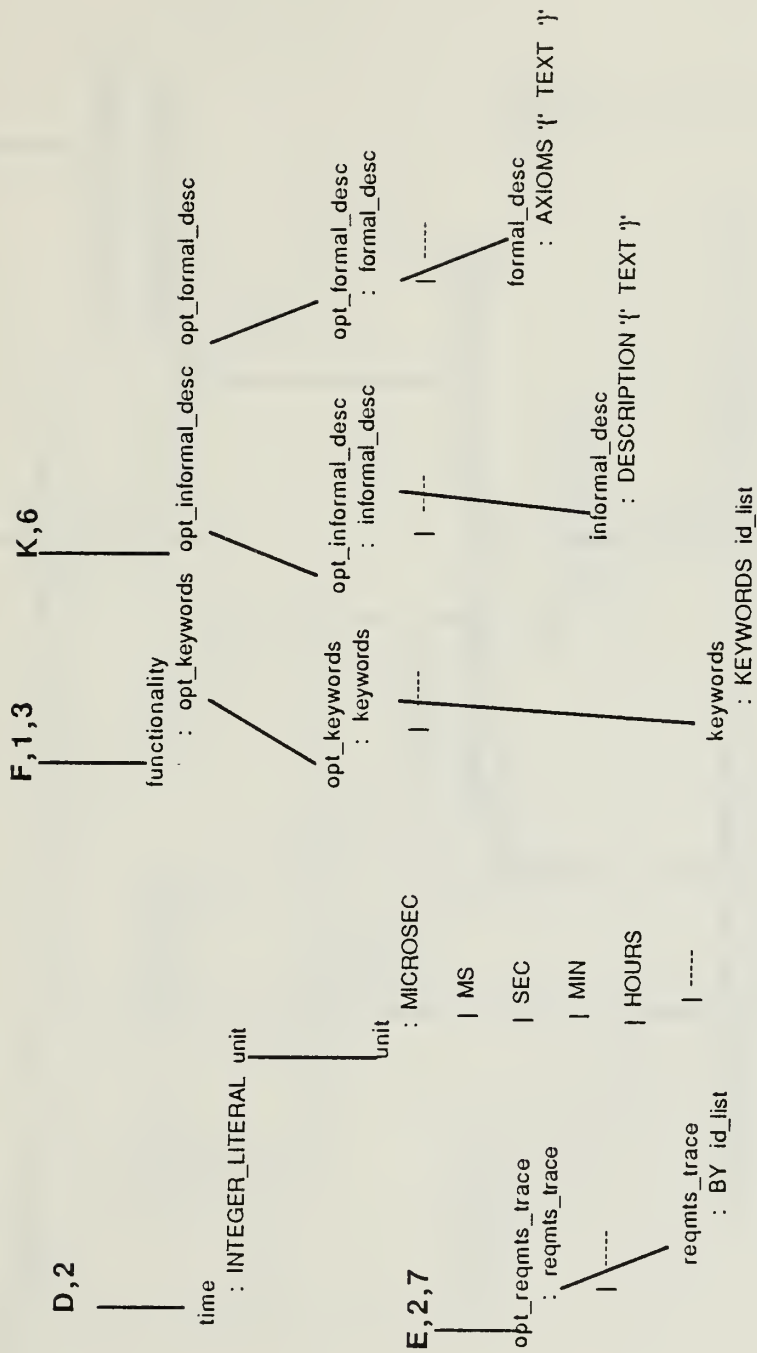 D,2
time
: INTEGER_LITERAL unit
unit
: MICROSEC
| MS
| SEC
| MIN
| HOURS
| -----
E,2,7
opt_reqmts_trace
: reqmts_trace
| -----
reqmts_trace
: BY id_list
F,1,3
K,6
functionality
: opt_keywords opt_informal_desc opt_formal_desc
opt_keywords
: keywords
| -----
keywords
: KEYWORDS id_list
opt_informal_desc
: informal_desc
| -----
informal_desc
: DESCRIPTION '{' TEXT '}'
opt_formal_desc
: formal_desc
| -----
formal_desc
: AXIOMS '{' TEXT '}'